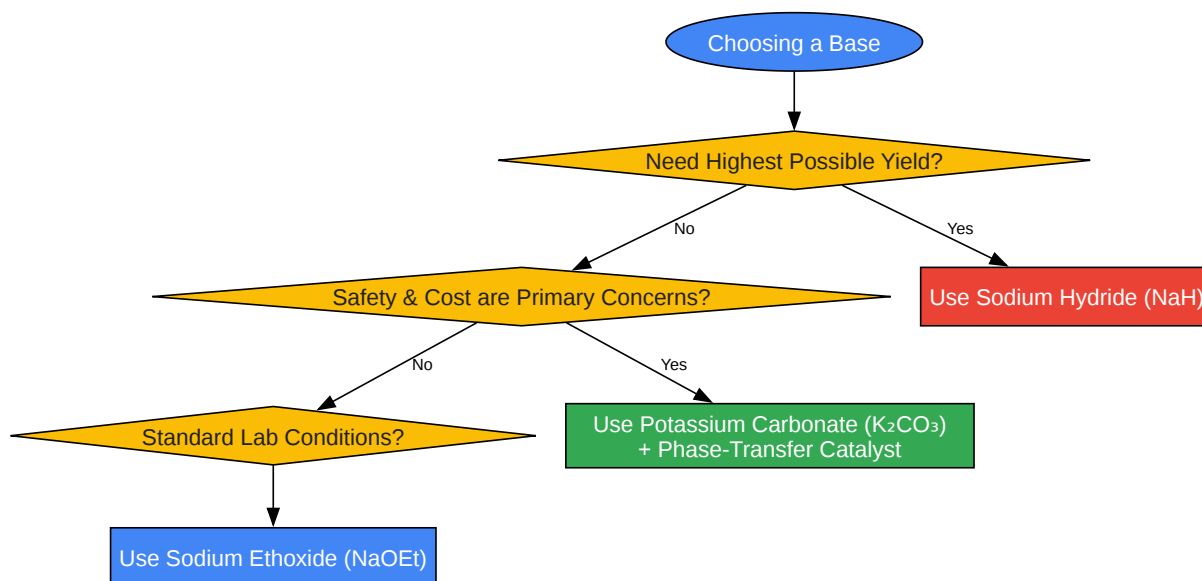 Choosing a Base
Need Highest Possible Yield?
No
Yes
Safety & Cost are Primary Concerns?
Use Sodium Hydride (NaH)
No
Yes
Standard Lab Conditions?
Use Potassium Carbonate (K₂CO₃)
+ Phase-Transfer Catalyst
Use Sodium Ethoxide (NaOEt)